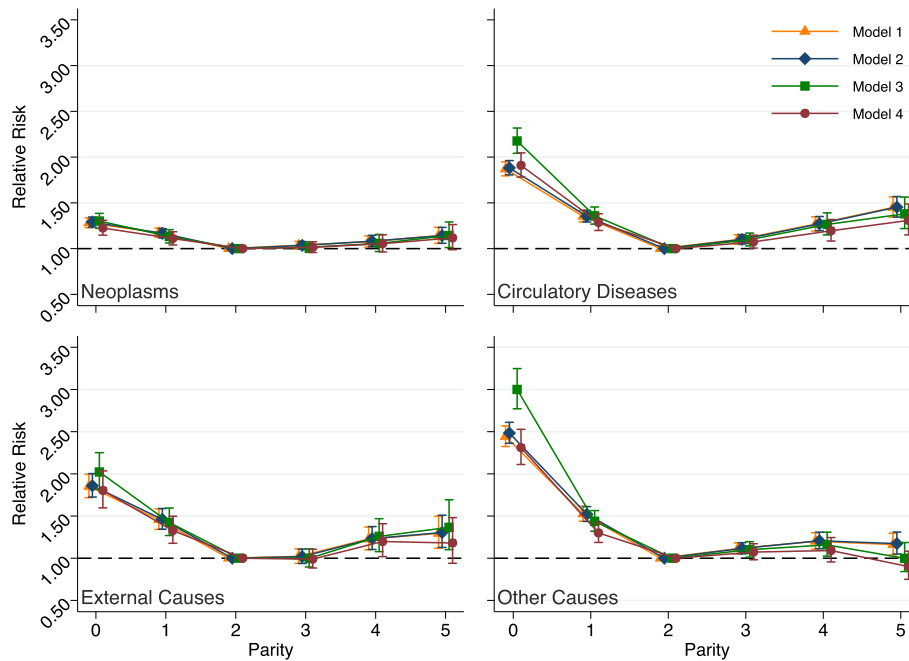 Relative Risk
3.50
3.00
2.50
2.00
1.50
1.00
0.50
Neoplasms
Model 1
Model 2
Model 3
Model 4
Circulatory Diseases
Relative Risk
3.50
3.00
2.50
2.00
1.50
1.00
0.50
External Causes
0 1 2 3 4 5
Parity
Other Causes
0 1 2 3 4 5
Parity